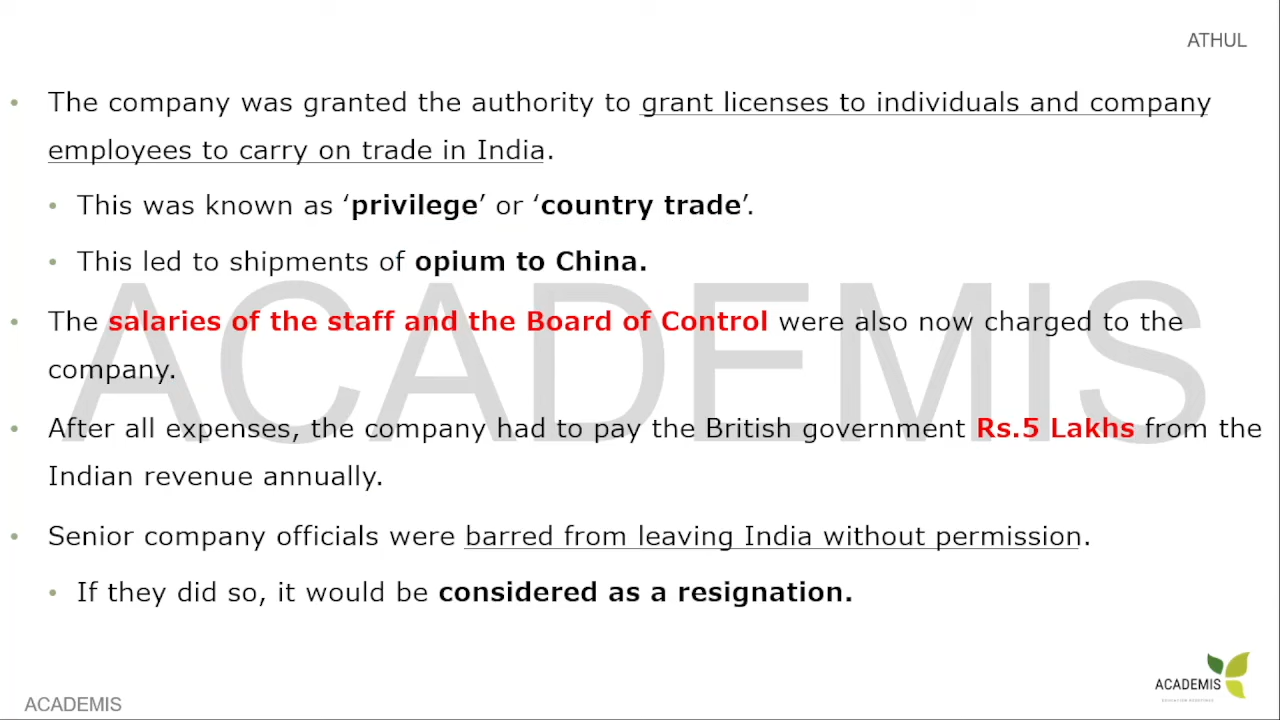 ATHUL
• The company was granted the authority to grant licenses to individuals and company
employees to carry on trade in India.
• This was known as ‘privilege’ or ‘country trade’.
• This led to shipments of opium to China.
ACADEMIS
• The salaries of the staff and the Board of Control were also now charged to the
company.
• After all expenses, the company had to pay the British government Rs.5 Lakhs from the
Indian revenue annually.
• Senior company officials were barred from leaving India without permission.
• If they did so, it would be considered as a resignation.
ACADEMIS
ACADEMIS